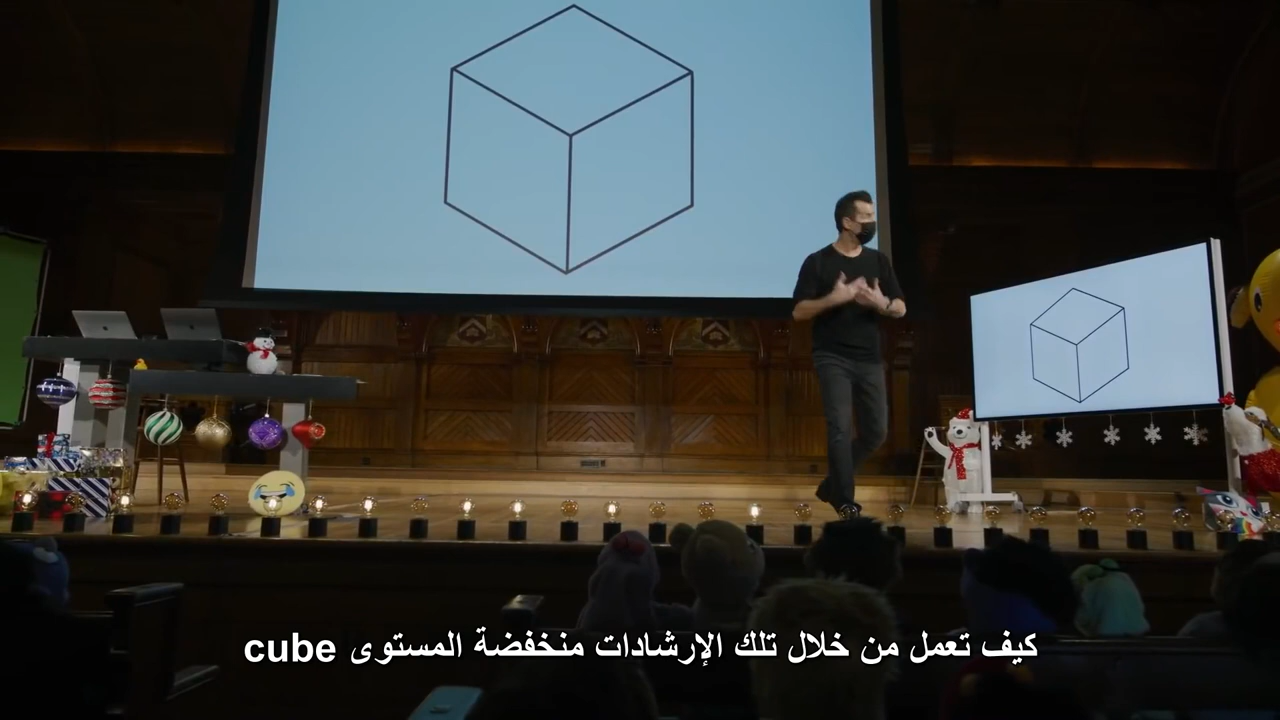 كيف تعمل من خلال تلك الإرشادات منخفضة المستوى cube